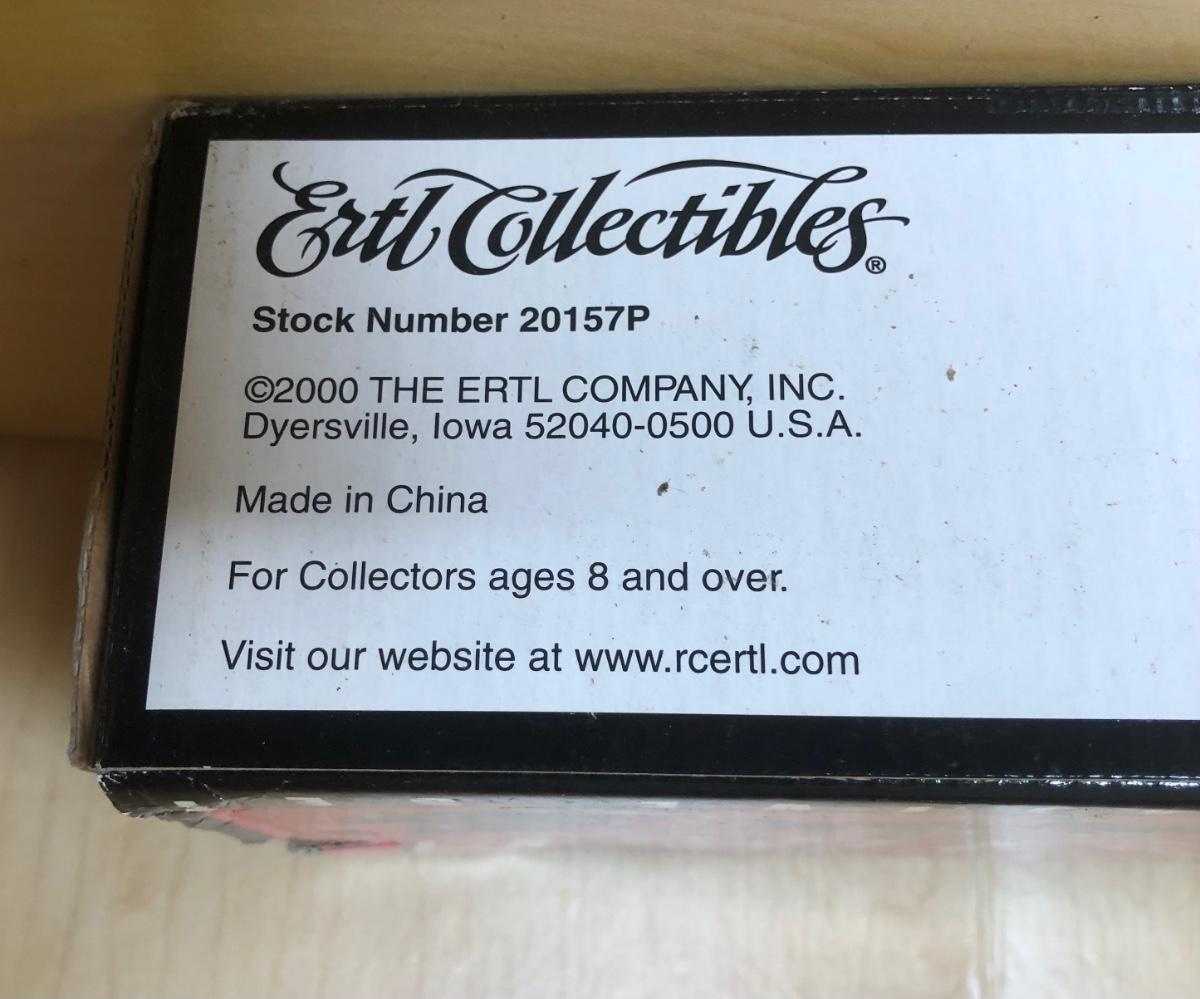 Ertl Collectibles®
Stock Number 20157P
©2000 THE ERTL COMPANY, INC.
Dyersville, Iowa 52040-0500 U.S.A.
Made in China
For Collectors ages 8 and over.
Visit our website at www.rcertl.com